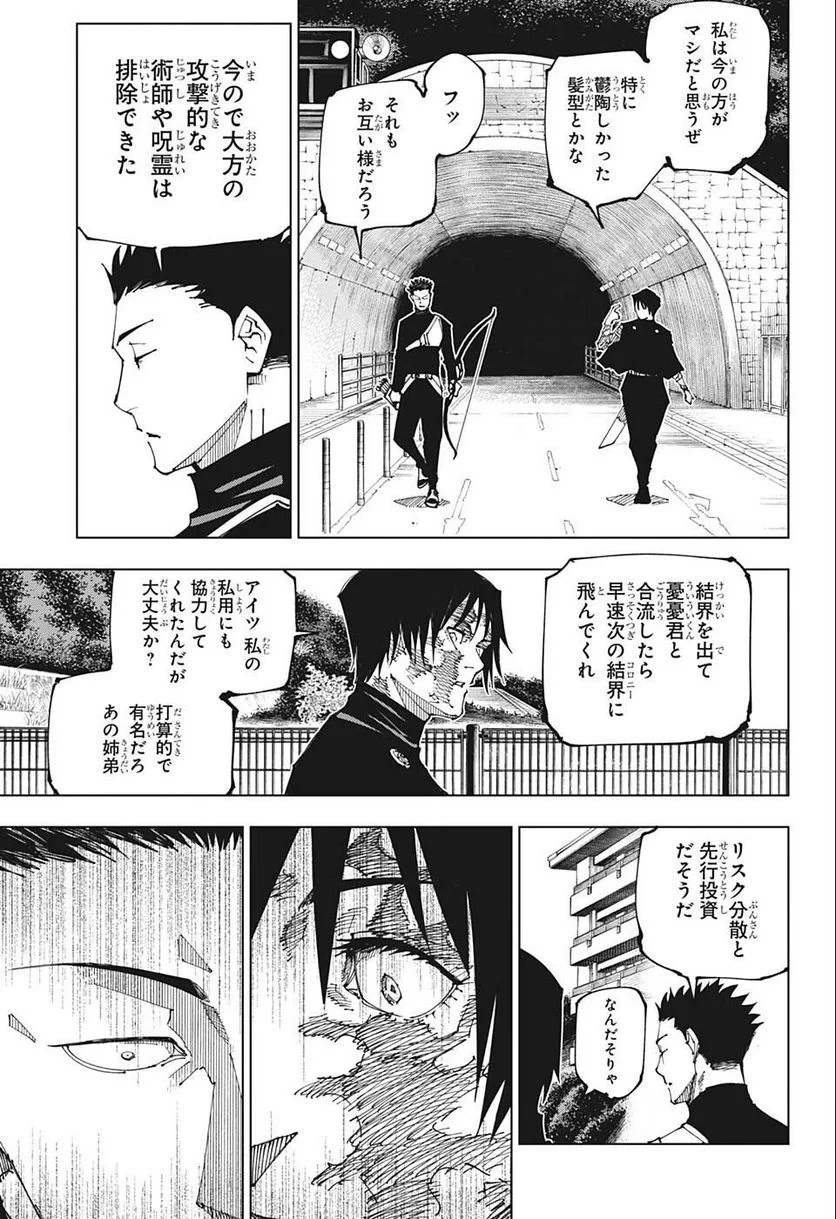 私は今の方が
マシだと思うぜ
特に
鬱陶しかった
髪型とかな
フッ
それも
お互い様だろう
今ので大方の
攻撃的な
術師や呪霊は
排除できた
結界を出て
憂憂君と
合流したら
早速次の結界に
飛んでくれ
アイツ 私の
私用にも
協力して
くれたんだが
大丈夫か?
打算的で
有名だろ
あの姉弟
リスク分散と
先行投資
だそうだ
なんだそりゃ